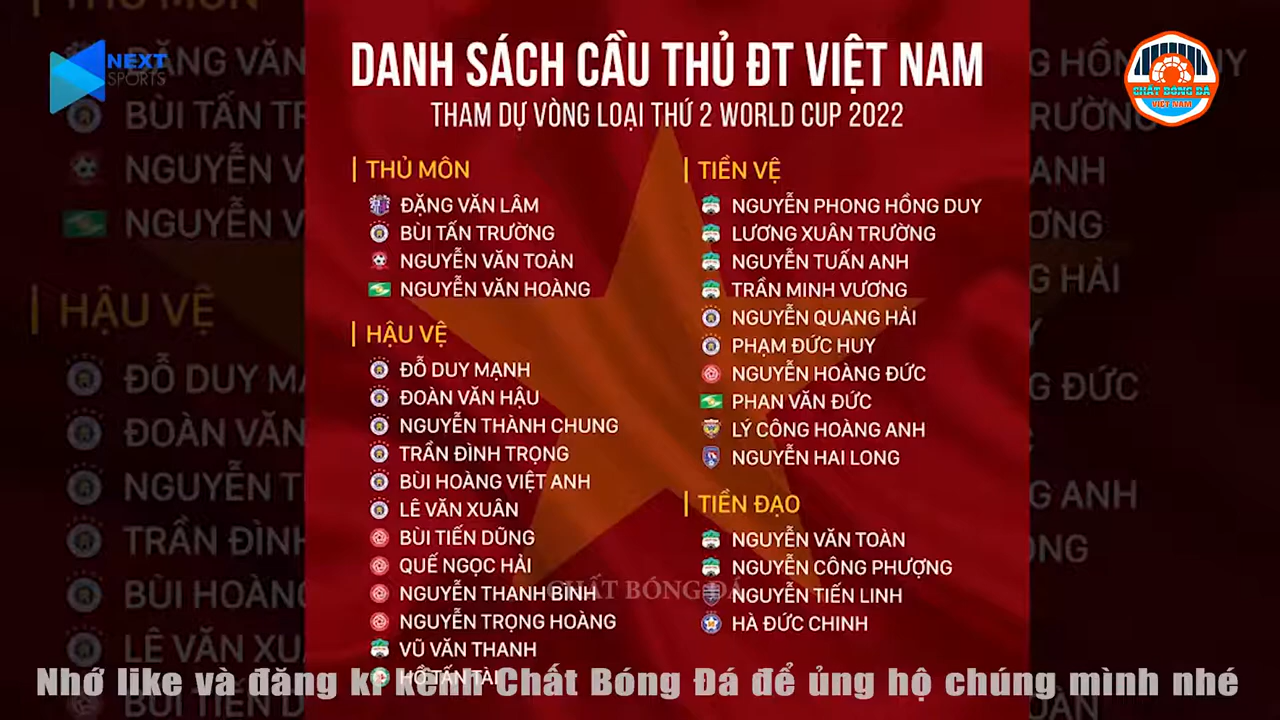 NEXT
SPORTS
CHẤT BÓNG ĐÁ
VIỆT NAM
DANH SÁCH CẦU THỦ ĐT VIỆT NAM
THAM DỰ VÒNG LOẠI THỨ 2 WORLD CUP 2022
THỦ MÔN
ĐẶNG VĂN LÂM
BÙI TẤN TRƯỜNG
NGUYỄN VĂN TOẢN
NGUYỄN VĂN HOÀNG
HẬU VỆ
ĐỖ DUY MẠNH
ĐOÀN VĂN HẬU
NGUYỄN THÀNH CHUNG
TRẦN ĐÌNH TRỌNG
BÙI HOÀNG VIỆT ANH
LÊ VĂN XUÂN
BÙI TIẾN DŨNG
QUẾ NGỌC HẢI
NGUYỄN THANH BÌNH
NGUYỄN TRỌNG HOÀNG
VŨ VĂN THANH
HỒ TẤN TÀI
TIỀN VỆ
NGUYỄN PHONG HỒNG DUY
LƯƠNG XUÂN TRƯỜNG
NGUYỄN TUẤN ANH
TRẦN MINH VƯƠNG
NGUYỄN QUANG HẢI
PHẠM ĐỨC HUY
NGUYỄN HOÀNG ĐỨC
PHAN VĂN ĐỨC
LÝ CÔNG HOÀNG ANH
NGUYỄN HAI LONG
TIỀN ĐẠO
NGUYỄN VĂN TOÀN
NGUYỄN CÔNG PHƯỢNG
NGUYỄN TIẾN LINH
HÀ ĐỨC CHINH
CHẤT BÓNG ĐÁ
Nhớ like và đăng kí kênh Chất Bóng Đá để ủng hộ chúng mình nhé